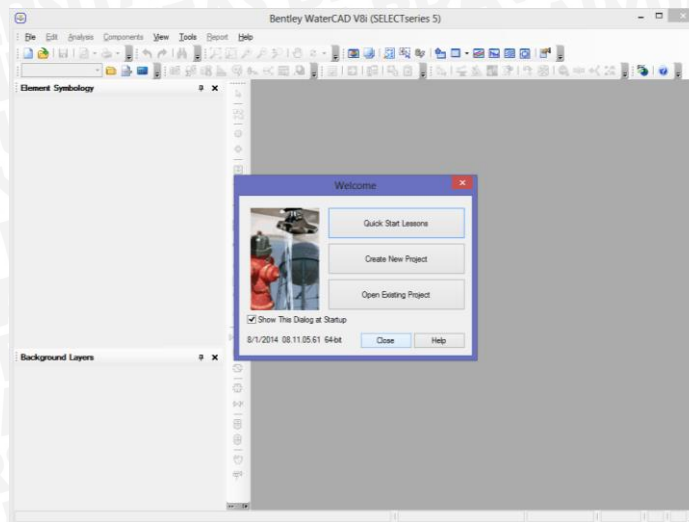 Bentley WaterCAD V8i (SELECTseries 5)
File Edit Analysis Components View Tools Report Help
Element Symbology
Welcome
Quick Start Lessons
Create New Project
Open Existing Project
Show This Dialog at Startup
8/1/2014 08.11.05.61 64-bit
Close
Help
Background Layers